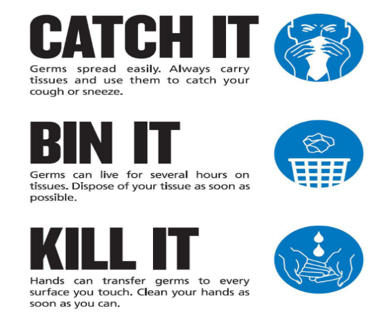 CATCH IT
Germs spread easily. Always carry
tissues and use them to catch your
cough or sneeze.
BIN IT
Germs can live for several hours on
tissues. Dispose of your tissue as soon as
possible.
KILL IT
Hands can transfer germs to every
surface you touch. Clean your hands as
soon as you can.